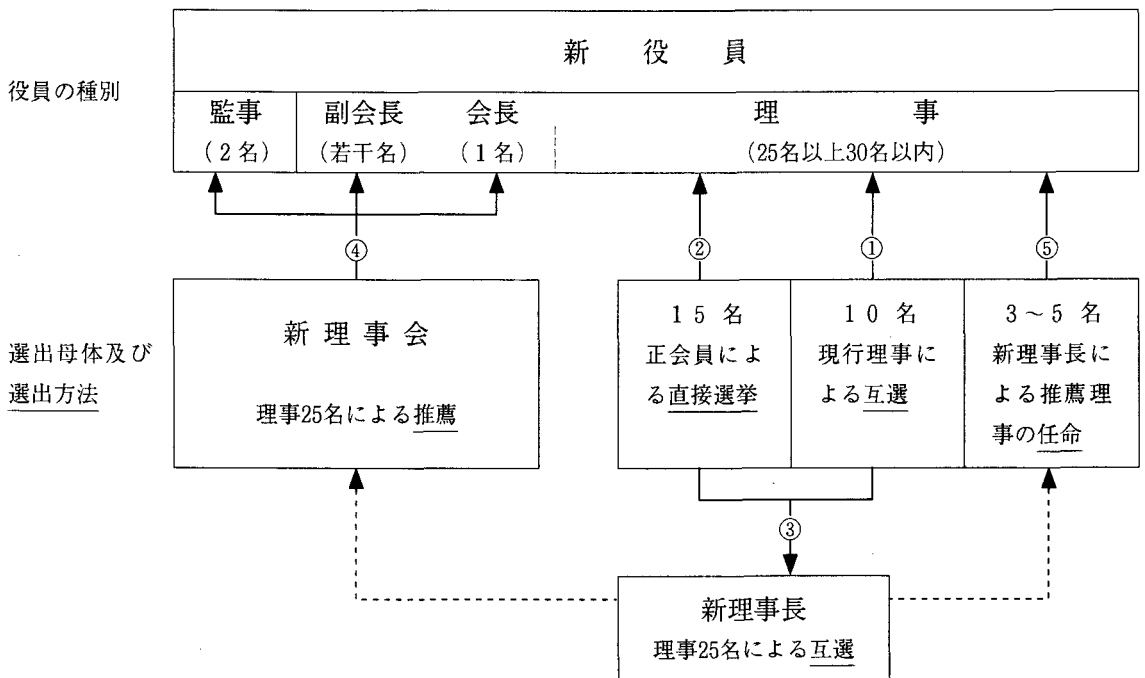 新役員
役員の種別
監事 副会長 会長 理事
(2名) (若干名) (1名) (25名以上30名以内)
④ ② ① ⑤
選出母体及び
選出方法
新理事会
理事25名による推薦
15名
正会員によ
る直接選挙
10名
現行理事に
よる互選
3~5名
新理事長に
よる推薦理
事の任命
③
新理事長
理事25名による互選